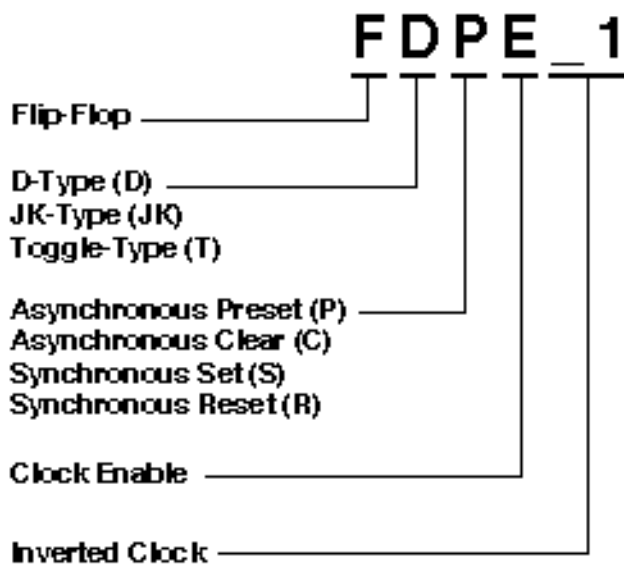 FDPE_1
Flip-Flop
D-Type (D)
JK-Type (JK)
Toggle-Type (T)
Asynchronous Preset (P)
Asynchronous Clear (C)
Synchronous Set (S)
Synchronous Reset (R)
Clock Enable
Inverted Clock